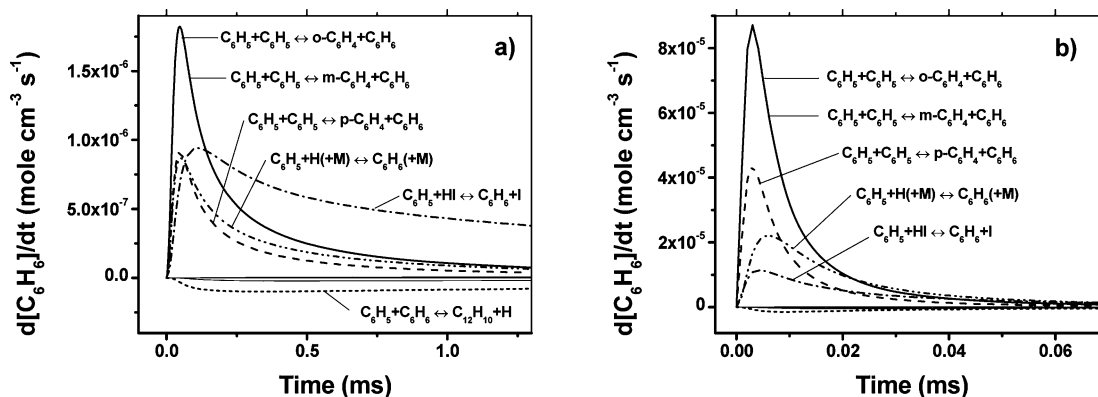 a)
d[C₆H₆]/dt (mole cm⁻³ s⁻¹)
1.5x10⁻⁶
1.0x10⁻⁶
5.0x10⁻⁷
0.0
C₆H₅+C₆H₅ ↔ o-C₆H₄+C₆H₆
C₆H₅+C₆H₅ ↔ m-C₆H₄+C₆H₆
C₆H₅+C₆H₅ ↔ p-C₆H₄+C₆H₆
C₆H₅+H(+M) ↔ C₆H₆(+M)
C₆H₅+HI ↔ C₆H₆+I
C₆H₅+C₆H₆ ↔ C₁₂H₁₀+H
0.0 0.5 1.0
Time (ms)
b)
d[C₆H₆]/dt (mole cm⁻³ s⁻¹)
8x10⁻⁵
6x10⁻⁵
4x10⁻⁵
2x10⁻⁵
0
C₆H₅+C₆H₅ ↔ o-C₆H₄+C₆H₆
C₆H₅+C₆H₅ ↔ m-C₆H₄+C₆H₆
C₆H₅+C₆H₅ ↔ p-C₆H₄+C₆H₆
C₆H₅+H(+M) ↔ C₆H₆(+M)
C₆H₅+HI ↔ C₆H₆+I
0.00 0.02 0.04 0.06
Time (ms)